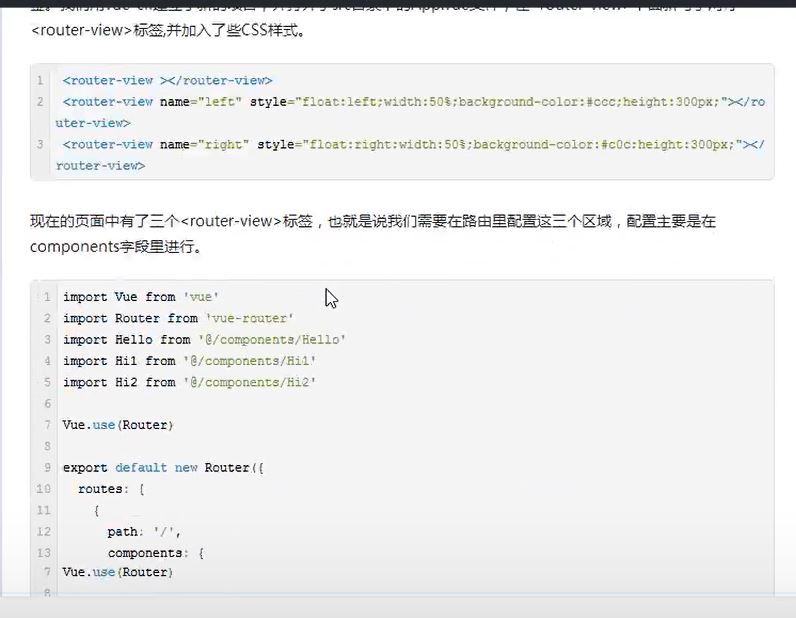 <router-view>标签,并加入了些CSS样式。
1 <router-view ></router-view>
2 <router-view name="left" style="float:left;width:50%;background-color:#ccc;height:300px;"></ro
uter-view>
3 <router-view name="right" style="float:right;width:50%;background-color:#c0c;height:300px;"></
router-view>
现在的页面中有了三个<router-view>标签，也就是说我们需要在路由里配置这三个区域，配置主要是在
components字段里进行。
1 import Vue from 'vue'
2 import Router from 'vue-router'
3 import Hello from '@/components/Hello'
4 import Hi1 from '@/components/Hi1'
5 import Hi2 from '@/components/Hi2'
6
7 Vue.use(Router)
8
9 export default new Router({
10 routes: [
11 {
12 path: '/',
13 components: {
7 Vue.use(Router)
8